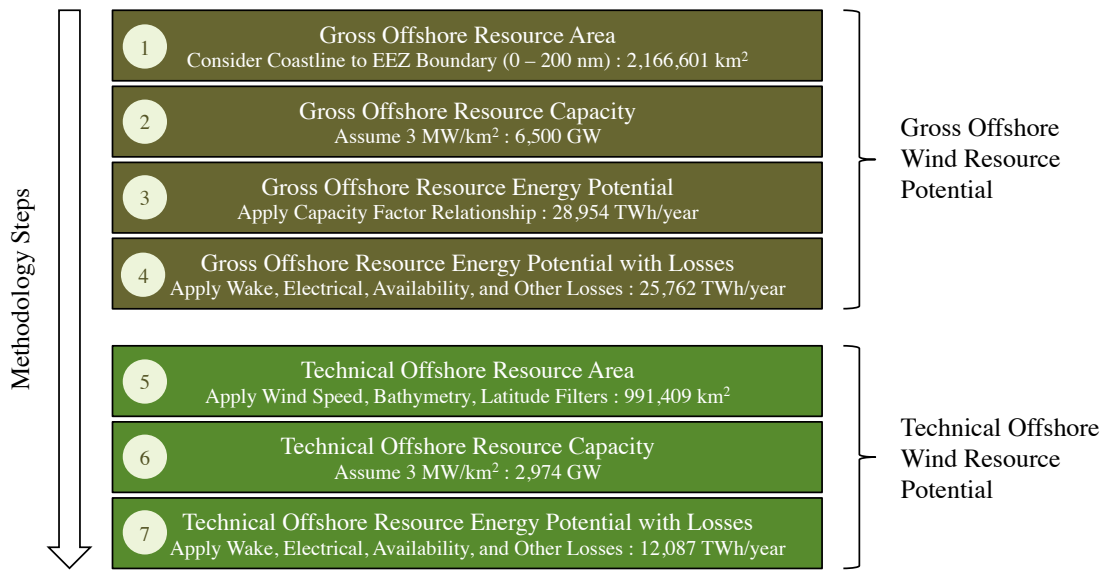 Methodology Steps
1
Gross Offshore Resource Area
Consider Coastline to EEZ Boundary (0 – 200 nm) : 2,166,601 km²
2
Gross Offshore Resource Capacity
Assume 3 MW/km² : 6,500 GW
3
Gross Offshore Resource Energy Potential
Apply Capacity Factor Relationship : 28,954 TWh/year
4
Gross Offshore Resource Energy Potential with Losses
Apply Wake, Electrical, Availability, and Other Losses : 25,762 TWh/year
Gross Offshore
Wind Resource
Potential
5
Technical Offshore Resource Area
Apply Wind Speed, Bathymetry, Latitude Filters : 991,409 km²
6
Technical Offshore Resource Capacity
Assume 3 MW/km² : 2,974 GW
7
Technical Offshore Resource Energy Potential with Losses
Apply Wake, Electrical, Availability, and Other Losses : 12,087 TWh/year
Technical Offshore
Wind Resource
Potential